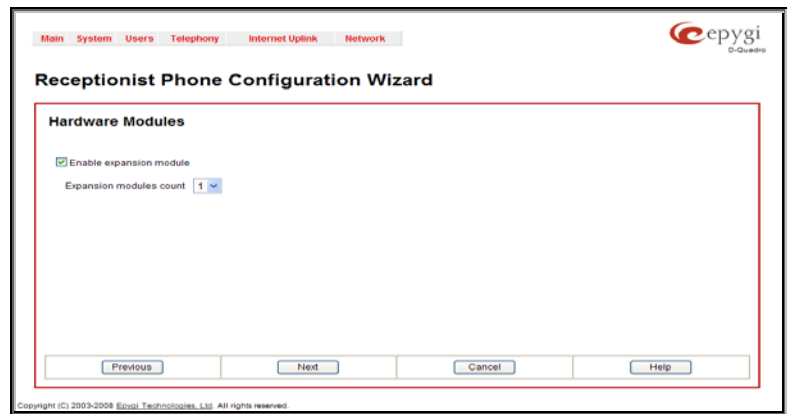 Main System Users Telephony Internet Uplink Network
epygi
D-Quadro
Receptionist Phone Configuration Wizard
Hardware Modules
Enable expansion module
Expansion modules count 1
Previous Next Cancel Help
Copyright (C) 2003-2008 Epygi Technologies, Ltd. All rights reserved.